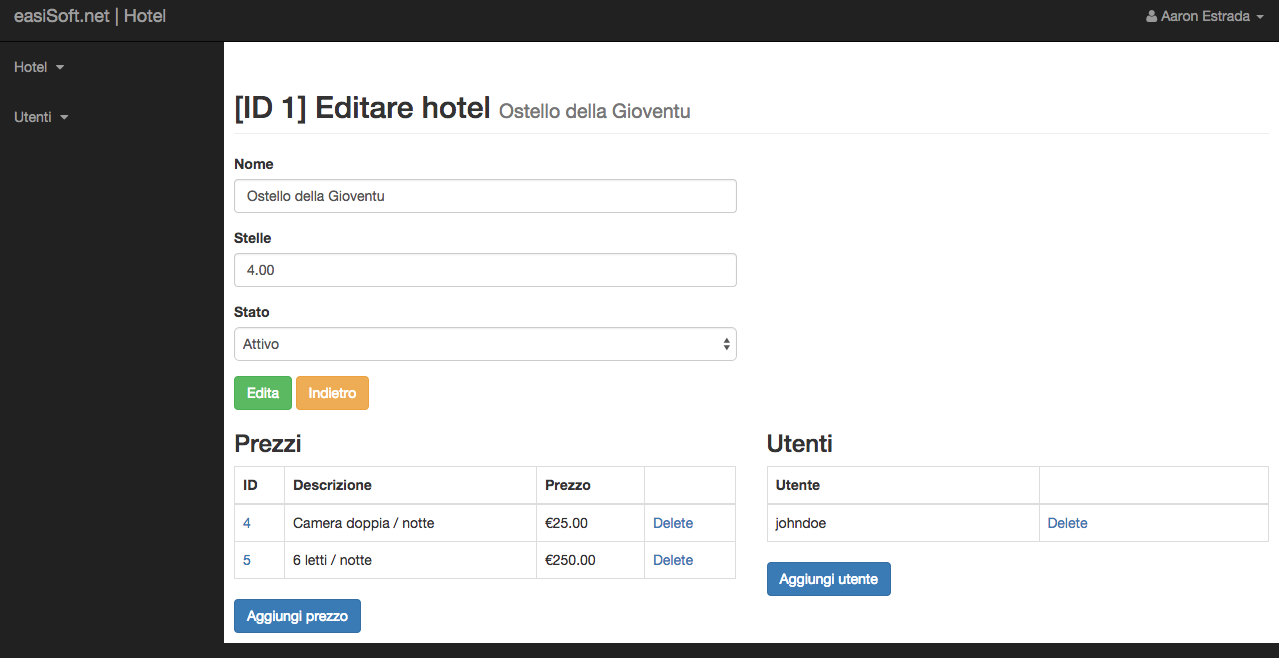 easiSoft.net | Hotel
Aaron Estrada
Hotel
Utenti
[ID 1] Editare hotel Ostello della Gioventu
Nome
Ostello della Gioventu
Stelle
4.00
Stato
Attivo
Edita Indietro
Prezzi
ID Descrizione Prezzo
4 Camera doppia / notte €25.00 Delete
5 6 letti / notte €250.00 Delete
Aggiungi prezzo
Utenti
Utente
johndoe Delete
Aggiungi utente